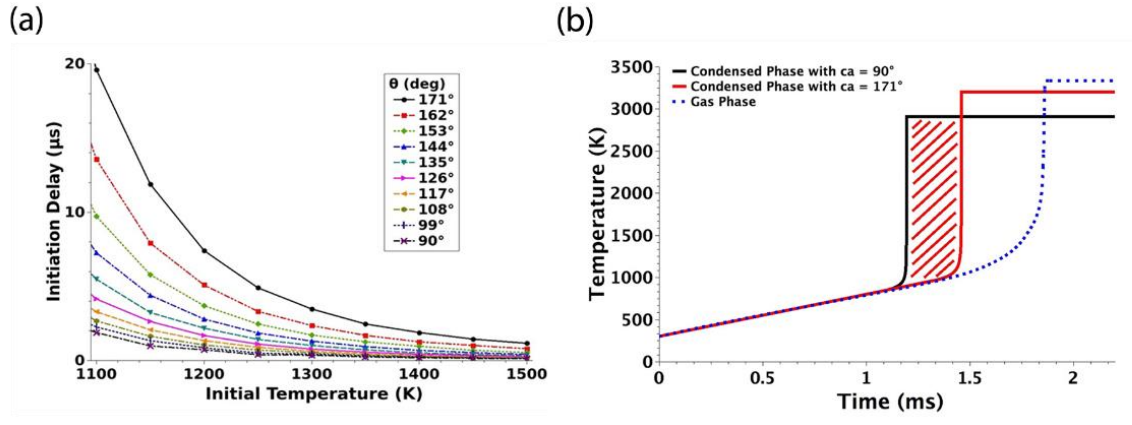 (a)
20
10
0
Initiation Delay (μs)
θ (deg)
171°
162°
153°
144°
135°
126°
117°
108°
99°
90°
1100 1200 1300 1400 1500
Initial Temperature (K)
(b)
3500
3000
2500
2000
1500
1000
500
0
Temperature (K)
Condensed Phase with ca = 90°
Condensed Phase with ca = 171°
Gas Phase
0 0.5 1 1.5 2
Time (ms)